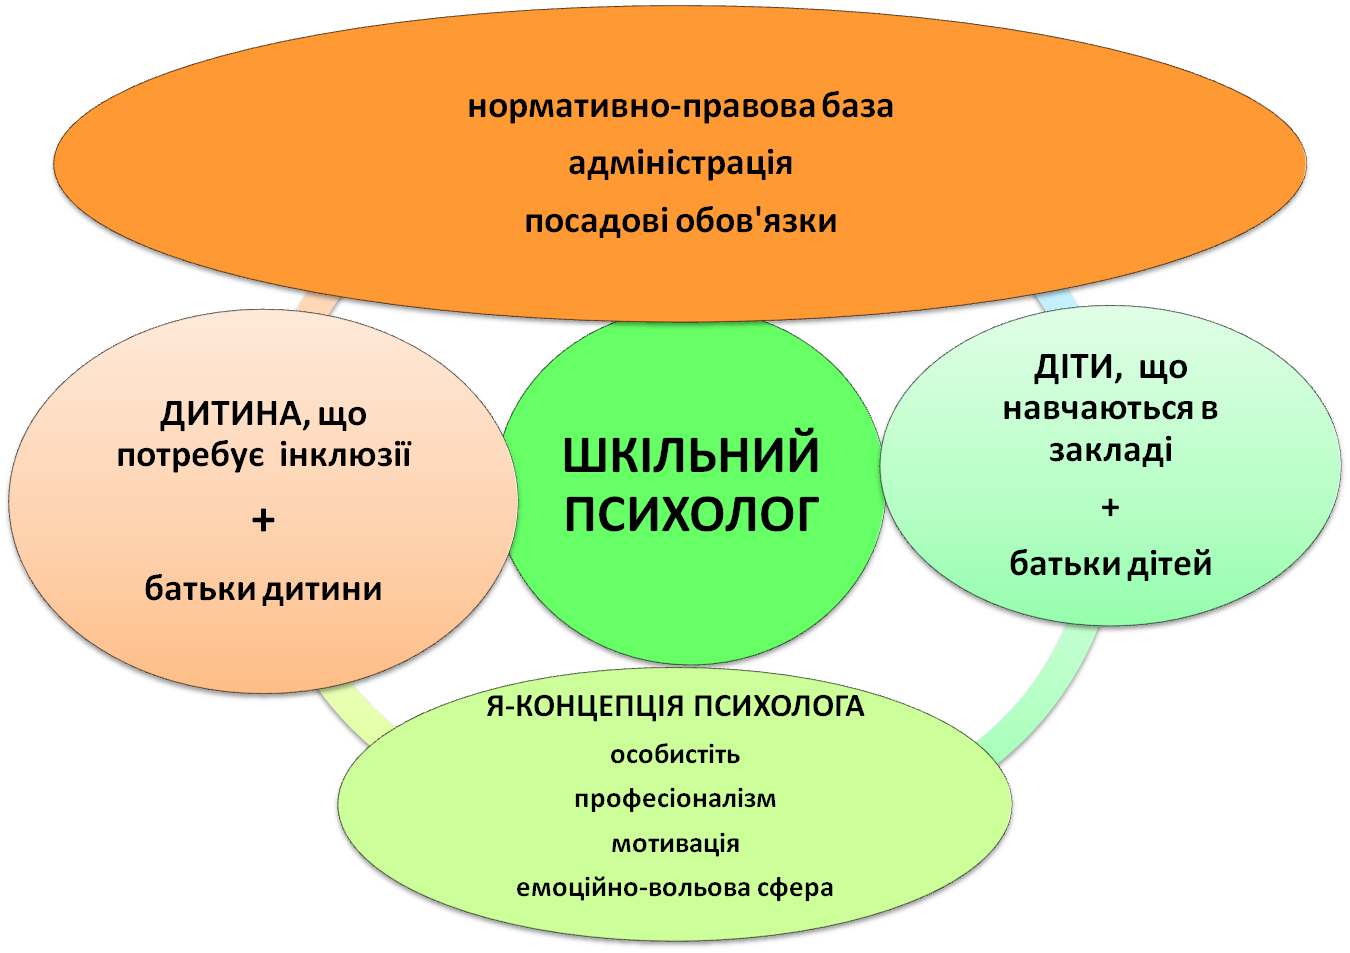 нормативно-правова база
адміністрація
посадові обов'язки
ДИТИНА, що
потребує інклюзії
+
батьки дитини
ШКІЛЬНИЙ
ПСИХОЛОГ
ДІТИ, що
навчаються в
закладі
+
батьки дітей
Я-КОНЦЕПЦІЯ ПСИХОЛОГА
особистіть
професіоналізм
мотивація
емоційно-вольова сфера